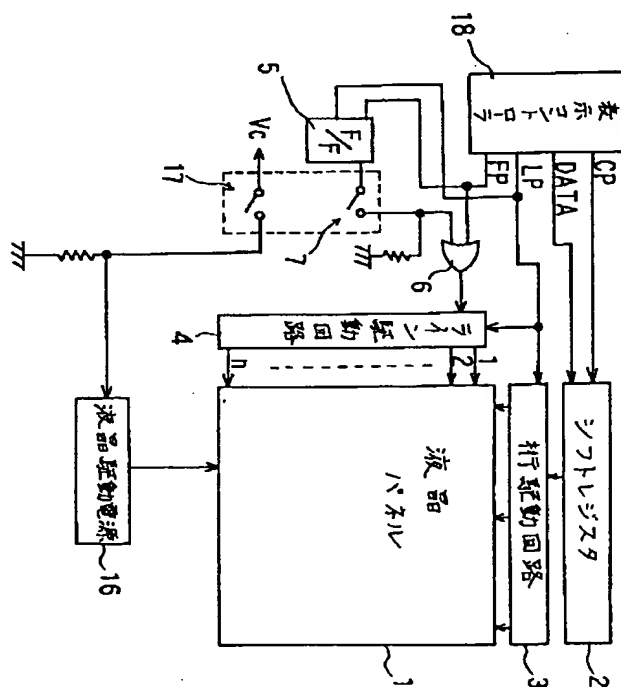 18
表示コントローラ
CP
DATA
LP
FP
5
F/F
Vc
17
7
6
ライン駆動回路
4
1
2
n
シフトレジスタ
2
桁駆動回路
3
液晶
パネル
1
液晶駆動電源
16